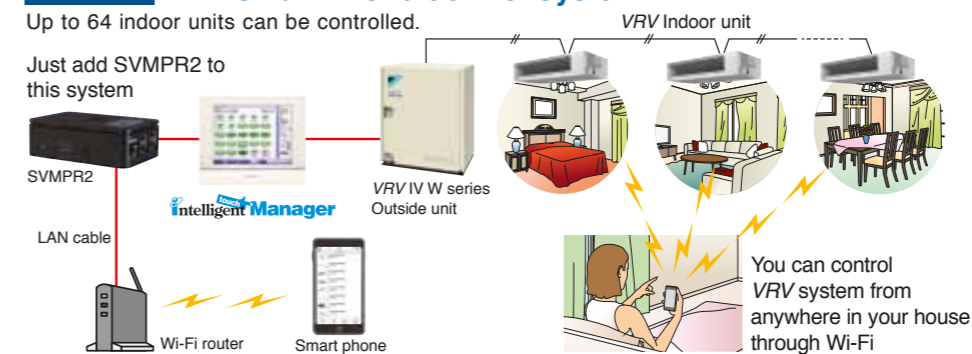 Up to 64 indoor units can be controlled.
VRV Indoor unit
Just add SVMPR2 to
this system
SVMPR2
intelligent touch Manager
VRV IV W series
Outside unit
LAN cable
Wi-Fi router
Smart phone
You can control
VRV system from
anywhere in your house
through Wi-Fi